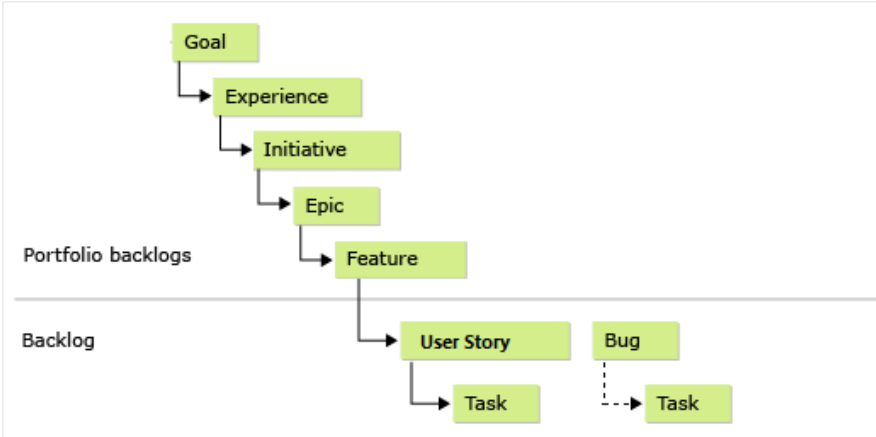 Goal
Experience
Initiative
Epic
Portfolio backlogs
Feature
Backlog
User Story
Bug
Task
Task